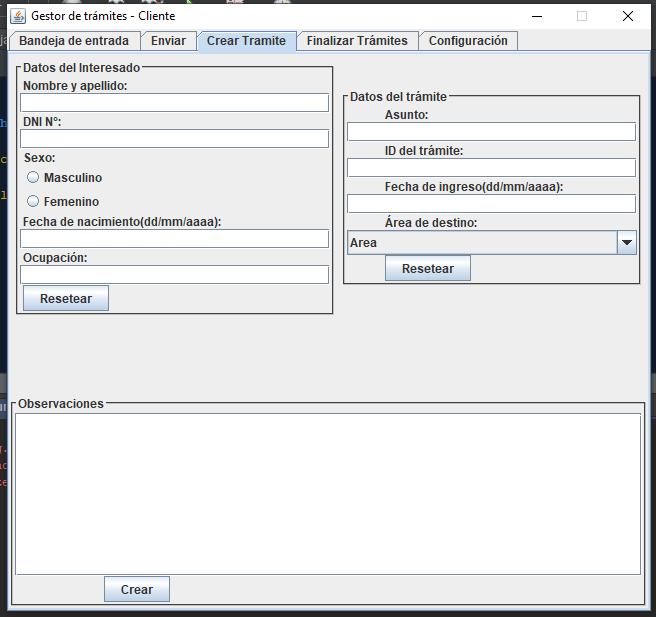 Gestor de trámites - Cliente
Bandeja de entrada Enviar Crear Tramite Finalizar Trámites Configuración
Datos del Interesado
Nombre y apellido:
DNI N°:
Sexo:
Masculino
Femenino
Fecha de nacimiento(dd/mm/aaaa):
Ocupación:
Resetear
Datos del trámite
Asunto:
ID del trámite:
Fecha de ingreso(dd/mm/aaaa):
Área de destino:
Area
Resetear
Observaciones
Crear